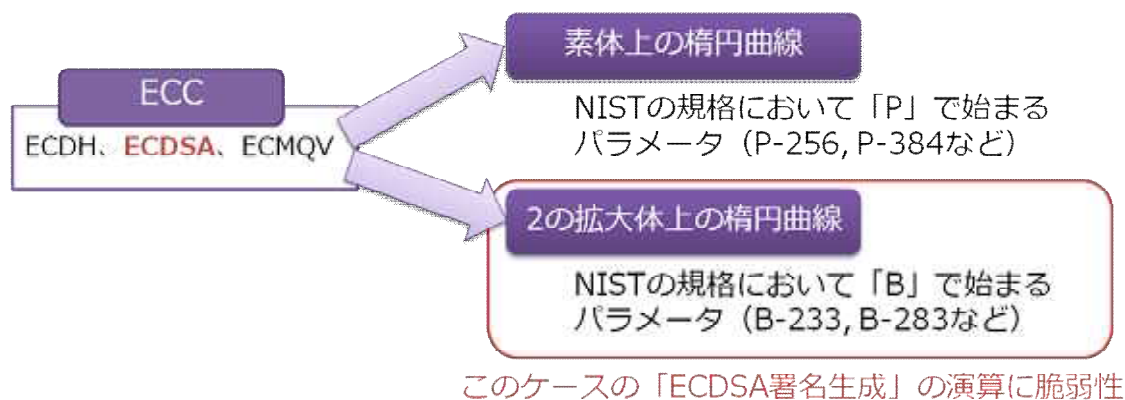 ECC
ECDH、ECDSA、ECMQV
素体上の楕円曲線
NISTの規格において「P」で始まる
パラメータ（P-256, P-384など）
2の拡大体上の楕円曲線
NISTの規格において「B」で始まる
パラメータ（B-233, B-283など）
このケースの「ECDSA署名生成」の演算に脆弱性